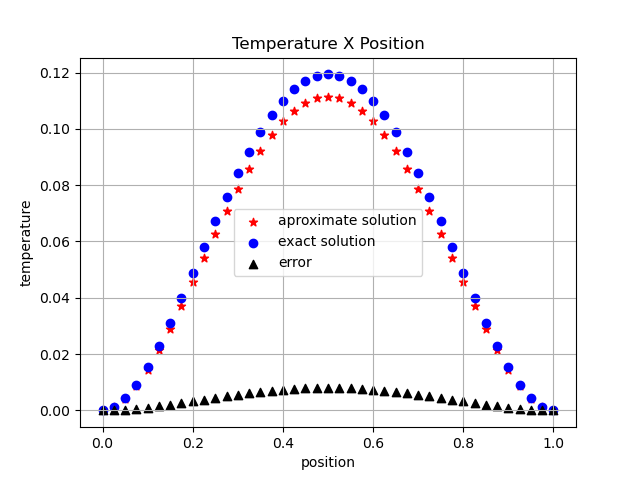 Temperature X Position
0.12
0.10
0.08
0.06
0.04
0.02
0.00
temperature
aproximate solution
exact solution
error
0.0 0.2 0.4 0.6 0.8 1.0
position